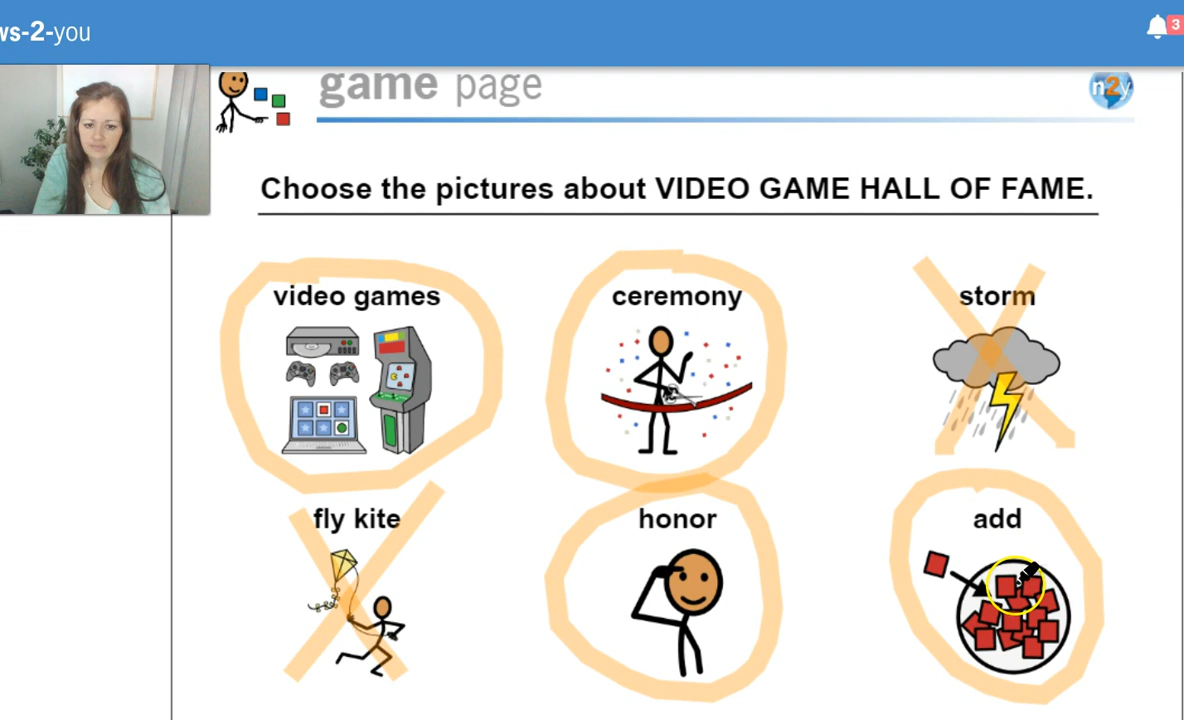 ws-2-you
3
game page
n2y
Choose the pictures about VIDEO GAME HALL OF FAME.
video games ceremony storm
fly kite honor add